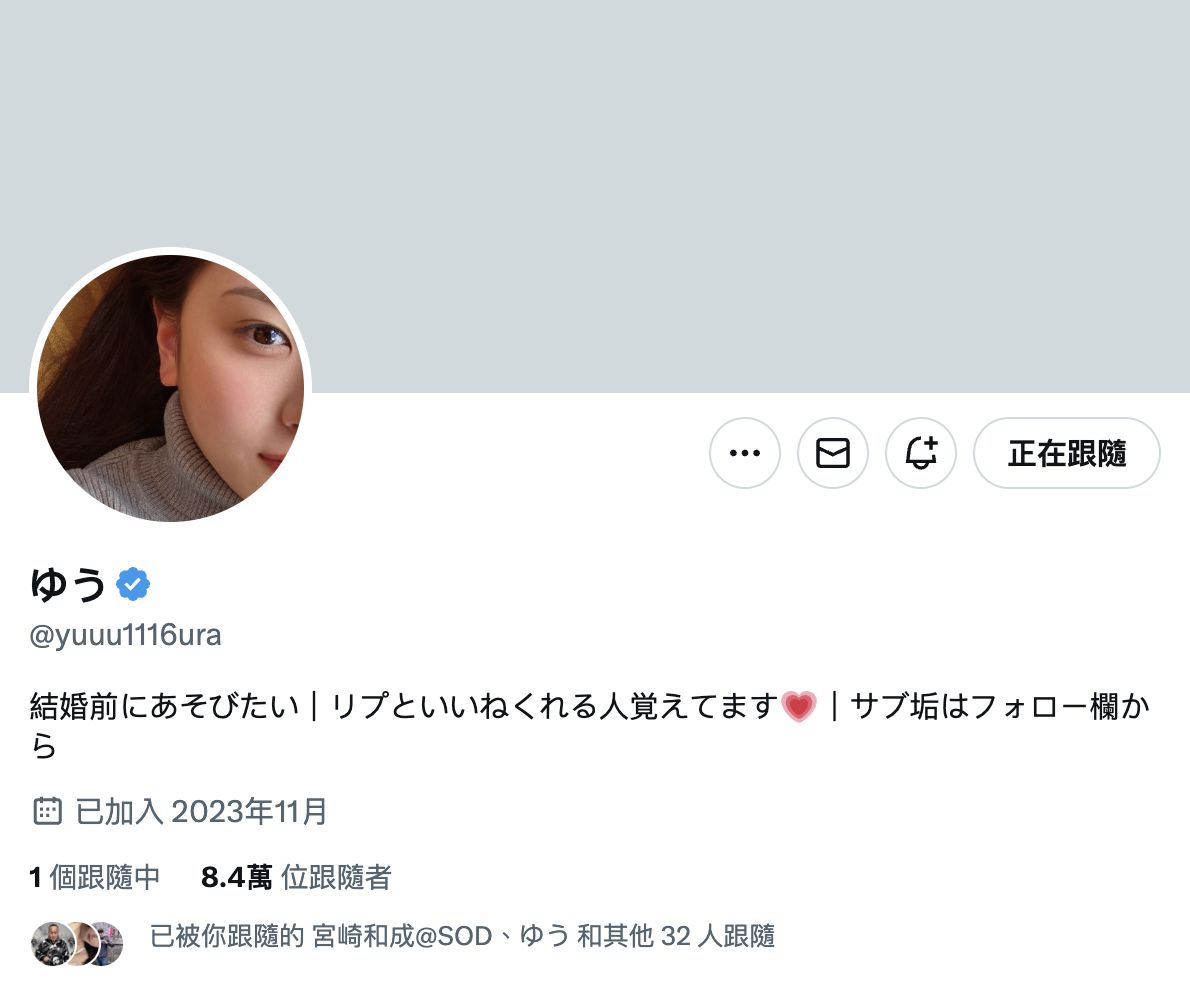 正在跟隨
ゆう
@yuuu1116ura
結婚前にあそびたい｜リプといいねくれる人覚えてます💗｜サブ垢はフォロー欄か
ら
已加入 2023年11月
1 個跟隨中 8.4萬 位跟隨者
已被你跟隨的 宮崎和成@SOD、ゆう 和其他 32 人跟隨